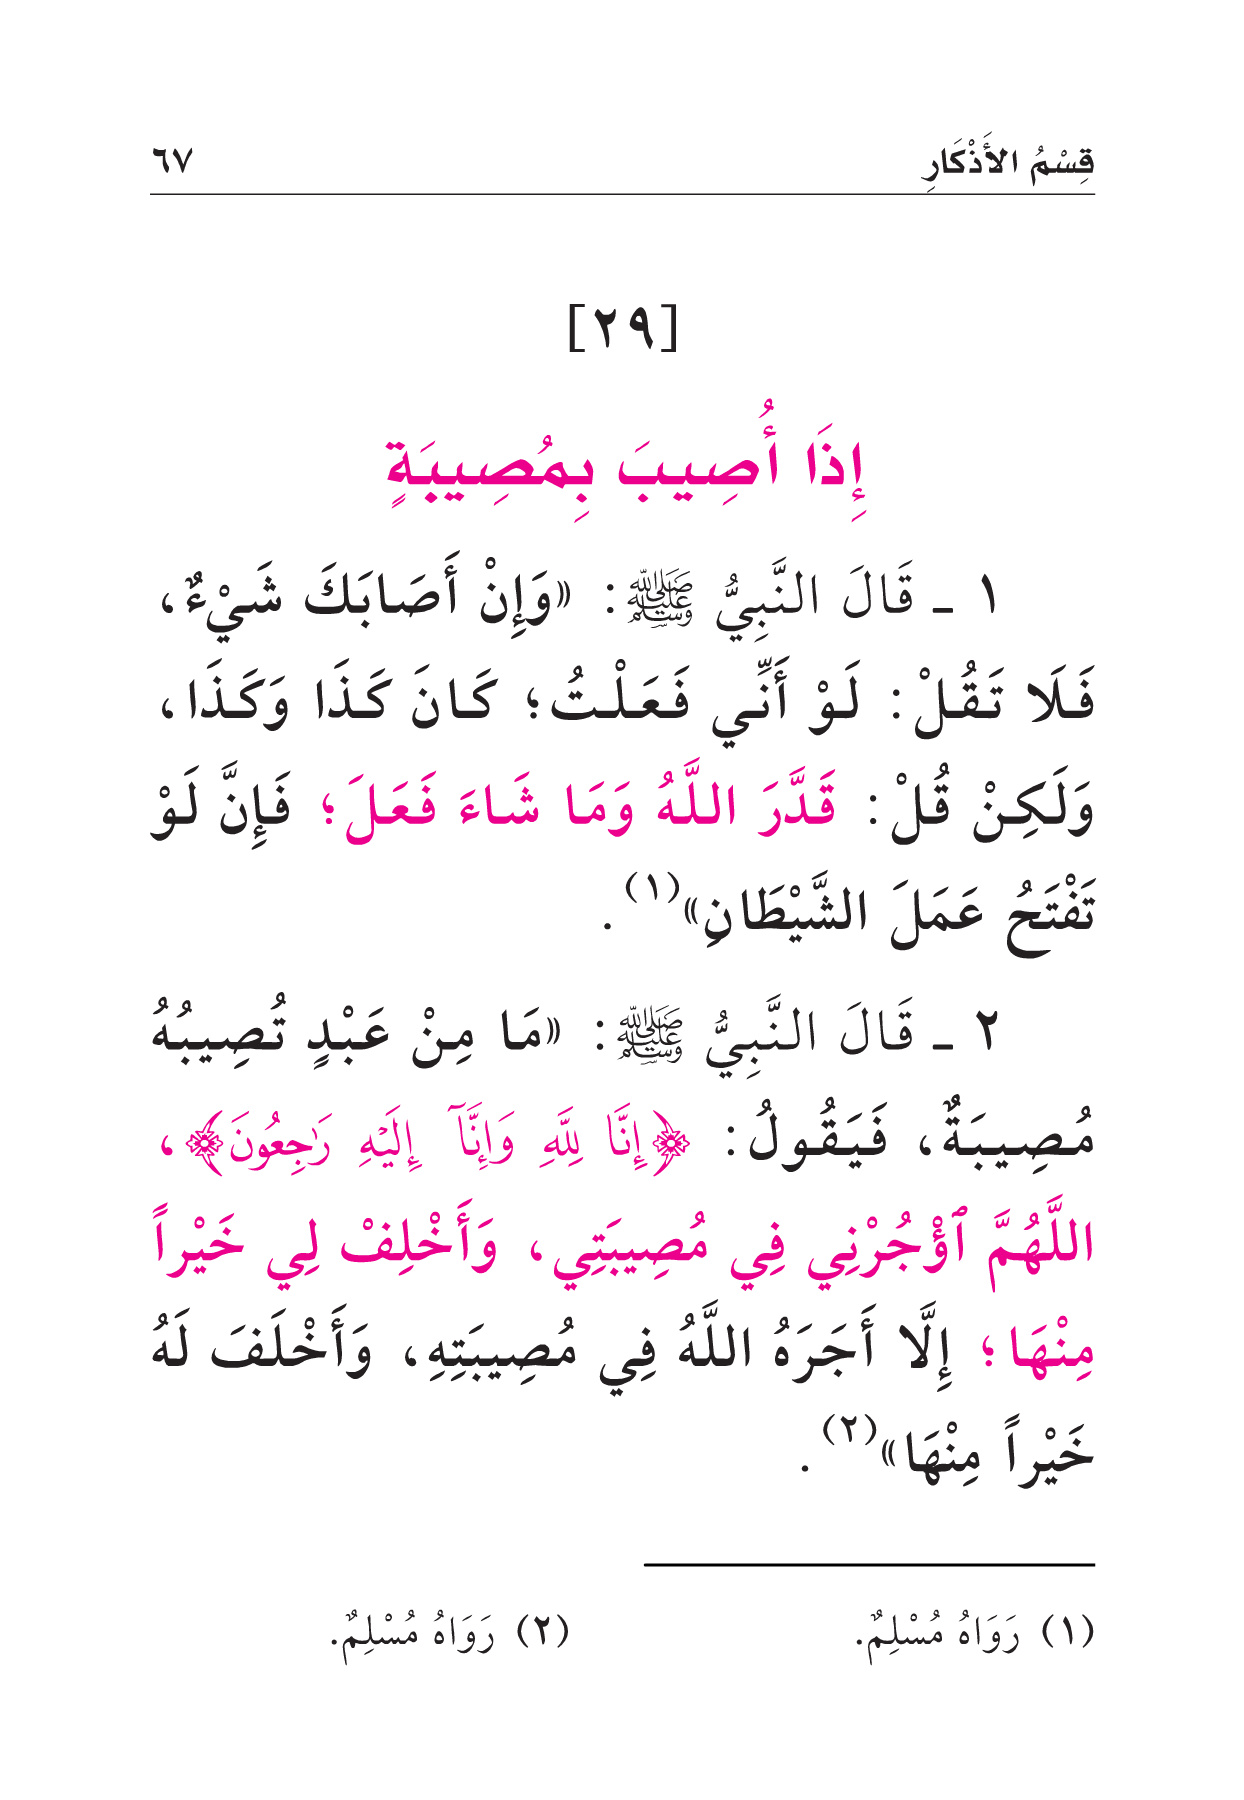 قِسْمُ الأَذْكَارِ ٦٧
[٢٩]
إِذَا أُصِيبَ بِمُصِيبَةٍ
١ ـ قَالَ النَّبِيُّ ﷺ: «وَإِنْ أَصَابَكَ شَيْءٌ،
فَلَا تَقُلْ: لَوْ أَنِّي فَعَلْتُ؛ كَانَ كَذَا وَكَذَا،
وَلَكِنْ قُلْ: قَدَّرَ اللَّهُ وَمَا شَاءَ فَعَلَ؛ فَإِنَّ لَوْ
تَفْتَحُ عَمَلَ الشَّيْطَانِ»(١).
٢ ـ قَالَ النَّبِيُّ ﷺ: «مَا مِنْ عَبْدٍ تُصِيبُهُ
مُصِيبَةٌ، فَيَقُولُ: ﴿إِنَّا لِلَّهِ وَإِنَّآ إِلَيْهِ رَٰجِعُونَ﴾،
اللَّهُمَّ ٱؤْجُرْنِي فِي مُصِيبَتِي، وَأَخْلِفْ لِي خَيْراً
مِنْهَا؛ إِلَّا أَجَرَهُ اللَّهُ فِي مُصِيبَتِهِ، وَأَخْلَفَ لَهُ
خَيْراً مِنْهَا»(٢).
(١) رَوَاهُ مُسْلِمٌ. (٢) رَوَاهُ مُسْلِمٌ.